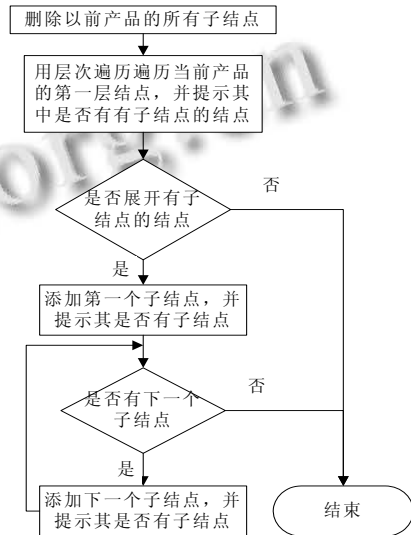 删除以前产品的所有子结点
用层次遍历遍历当前产品
的第一层结点，并提示其
中是否有有子结点的结点
是否展开有子
结点的结点
否
是
添加第一个子结点，并
提示其是否有子结点
是否有下一个
子结点
否
是
添加下一个子结点，并
提示其是否有子结点
结束
org.cn